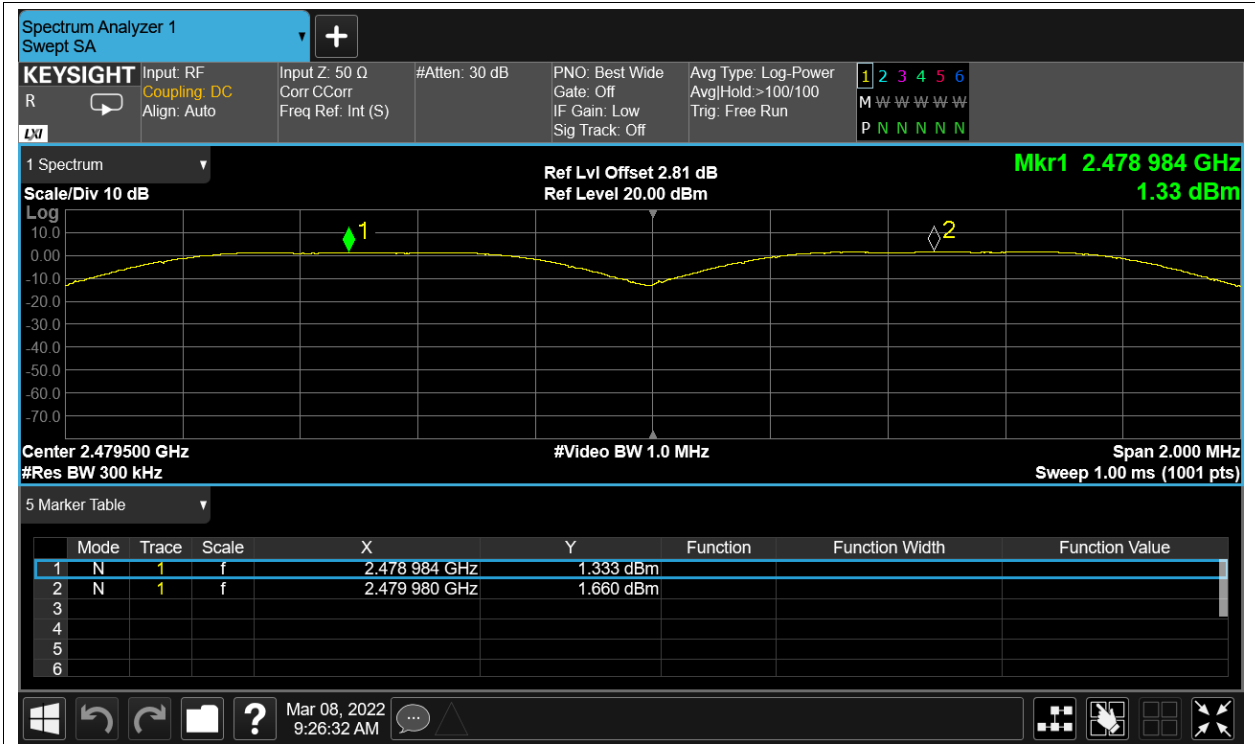 Spectrum Analyzer 1
Swept SA
KEYSIGHT
R
LXI
Input: RF
Coupling: DC
Align: Auto
Input Z: 50 Ω
Corr CCorr
Freq Ref: Int (S)
#Atten: 30 dB
PNO: Best Wide
Gate: Off
IF Gain: Low
Sig Track: Off
Avg Type: Log-Power
Avg|Hold:>100/100
Trig: Free Run
1 2 3 4 5 6
M W W W W W
P N N N N N
1 Spectrum
Scale/Div 10 dB
Ref Lvl Offset 2.81 dB
Ref Level 20.00 dBm
Mkr1 2.478 984 GHz
1.33 dBm
Log
10.0
0.00
-10.0
-20.0
-30.0
-40.0
-50.0
-60.0
-70.0
1
2
Center 2.479500 GHz
#Res BW 300 kHz
#Video BW 1.0 MHz
Span 2.000 MHz
Sweep 1.00 ms (1001 pts)
5 Marker Table
Mode Trace Scale X Y Function Function Width Function Value
1 N 1 f 2.478 984 GHz 1.333 dBm
2 N 1 f 2.479 980 GHz 1.660 dBm
3
4
5
6
?
Mar 08, 2022
9:26:32 AM